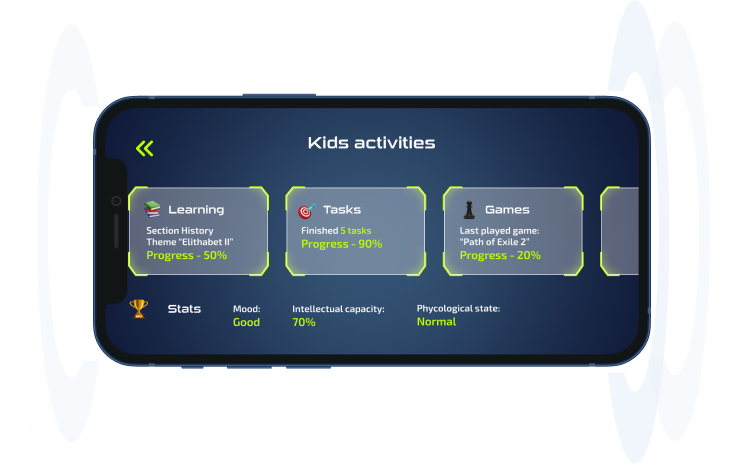 Kids activities
Learning
Section History
Theme "Elithabet II"
Progress - 50%
Tasks
Finished 5 tasks
Progress - 90%
Games
Last played game:
"Path of Exile 2"
Progress - 20%
Stats
Mood:
Good
Intellectual capacity:
70%
Phycological state:
Normal